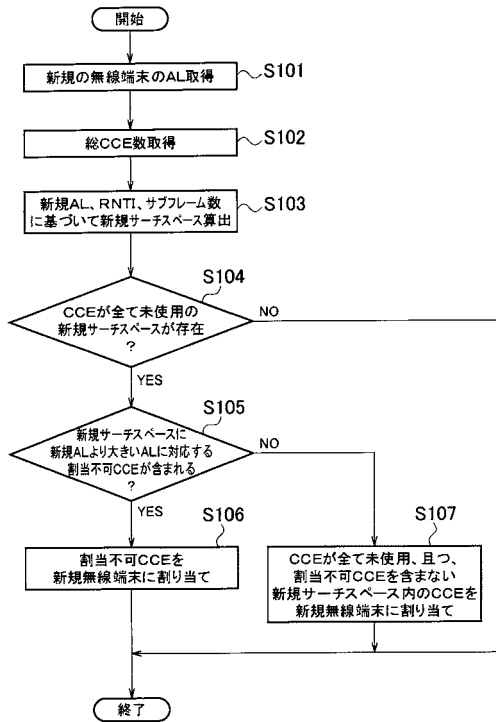 開始
新規の無線端末のAL取得
S101
総CCE数取得
S102
新規AL、RNTI、サブフレーム数
に基づいて新規サーチスペース算出
S103
S104
CCEが全て未使用の
新規サーチスペースが存在
?
NO
YES
S105
新規サーチスペースに
新規ALより大きいALに対応する
割当不可CCEが含まれる
?
NO
YES
S106
割当不可CCEを
新規無線端末に割り当て
S107
CCEが全て未使用、且つ、
割当不可CCEを含まない
新規サーチスペース内のCCEを
新規無線端末に割り当て
終了